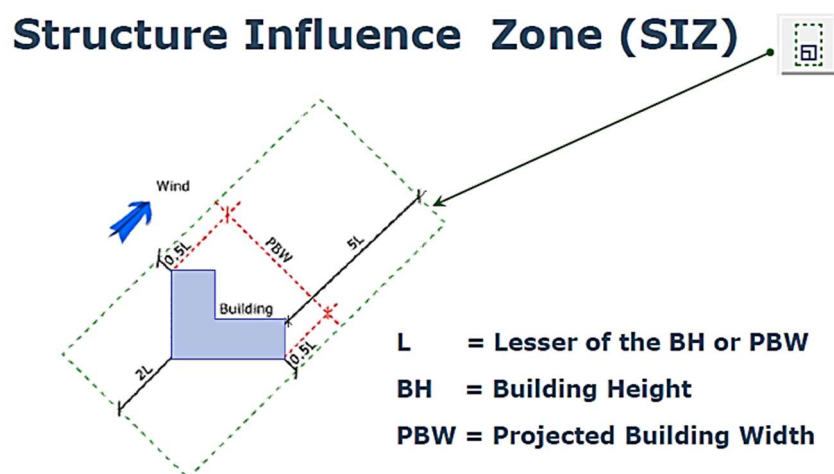 Structure Influence Zone (SIZ)
Wind
0.5L
PBW
5L
Building
0.5L
2L
L = Lesser of the BH or PBW
BH = Building Height
PBW = Projected Building Width